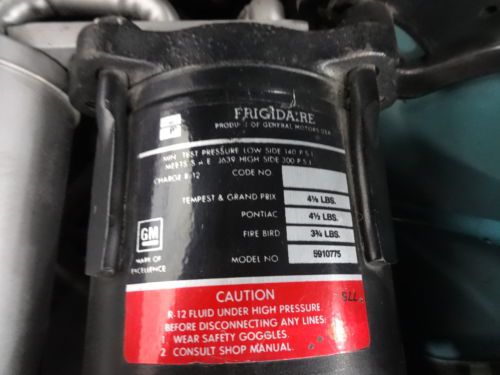 FRIGIDAIRE
PRODUCT OF GENERAL MOTORS USA
MIN. TEST PRESSURE LOW SIDE 140 P.S.I.
MEETS S.A.E. J639 HIGH SIDE 300 P.S.I.
CHARGE R-12 CODE NO
TEMPEST & GRAND PRIX 4¼ LBS.
PONTIAC 4½ LBS.
FIRE BIRD 3¾ LBS.
MODEL NO 5910775
GM
MARK OF
EXCELLENCE
CAUTION
R-12 FLUID UNDER HIGH PRESSURE
BEFORE DISCONNECTING ANY LINES:
1 WEAR SAFETY GOGGLES.
2 CONSULT SHOP MANUAL.